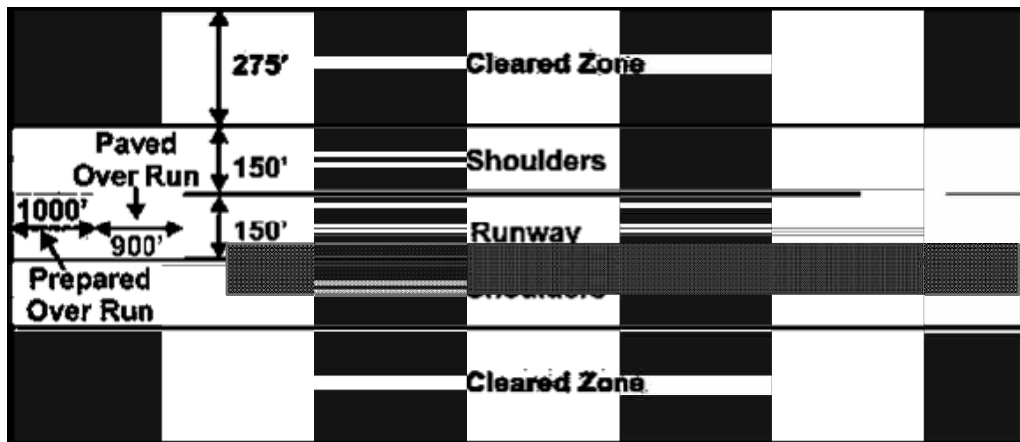 275'
Cleared Zone
Paved
Over Run
150'
Shoulders
1000'
900'
150'
Runway
Prepared
Over Run
Cleared Zone